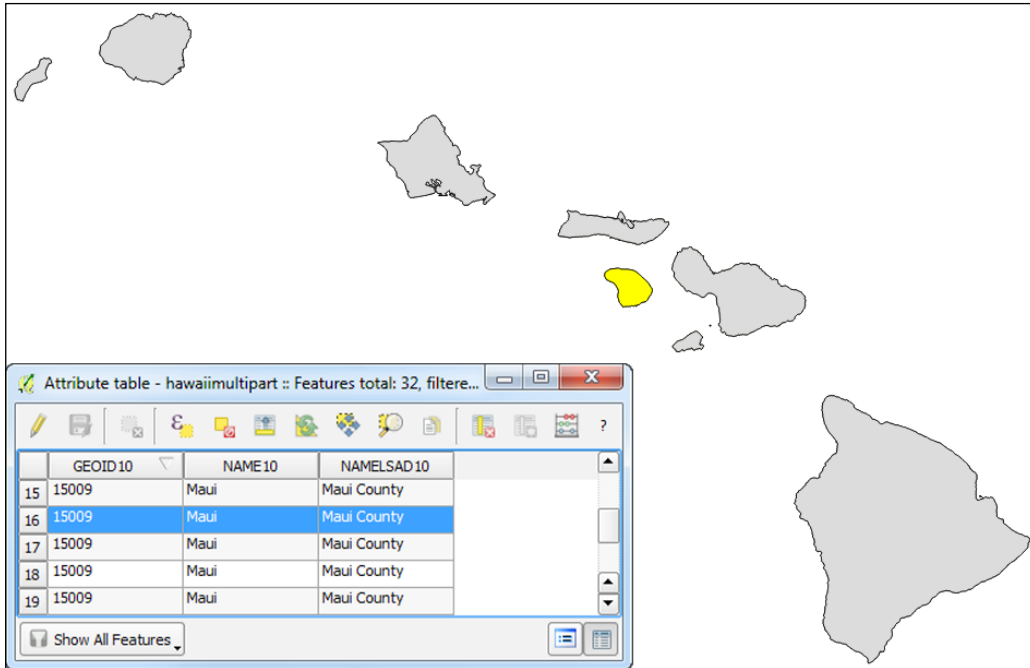 Attribute table - hawaiimultipart :: Features total: 32, filtere...
ε
?
GEOID10 NAME10 NAMELSAD10
15 15009 Maui Maui County
16 15009 Maui Maui County
17 15009 Maui Maui County
18 15009 Maui Maui County
19 15009 Maui Maui County
Show All Features